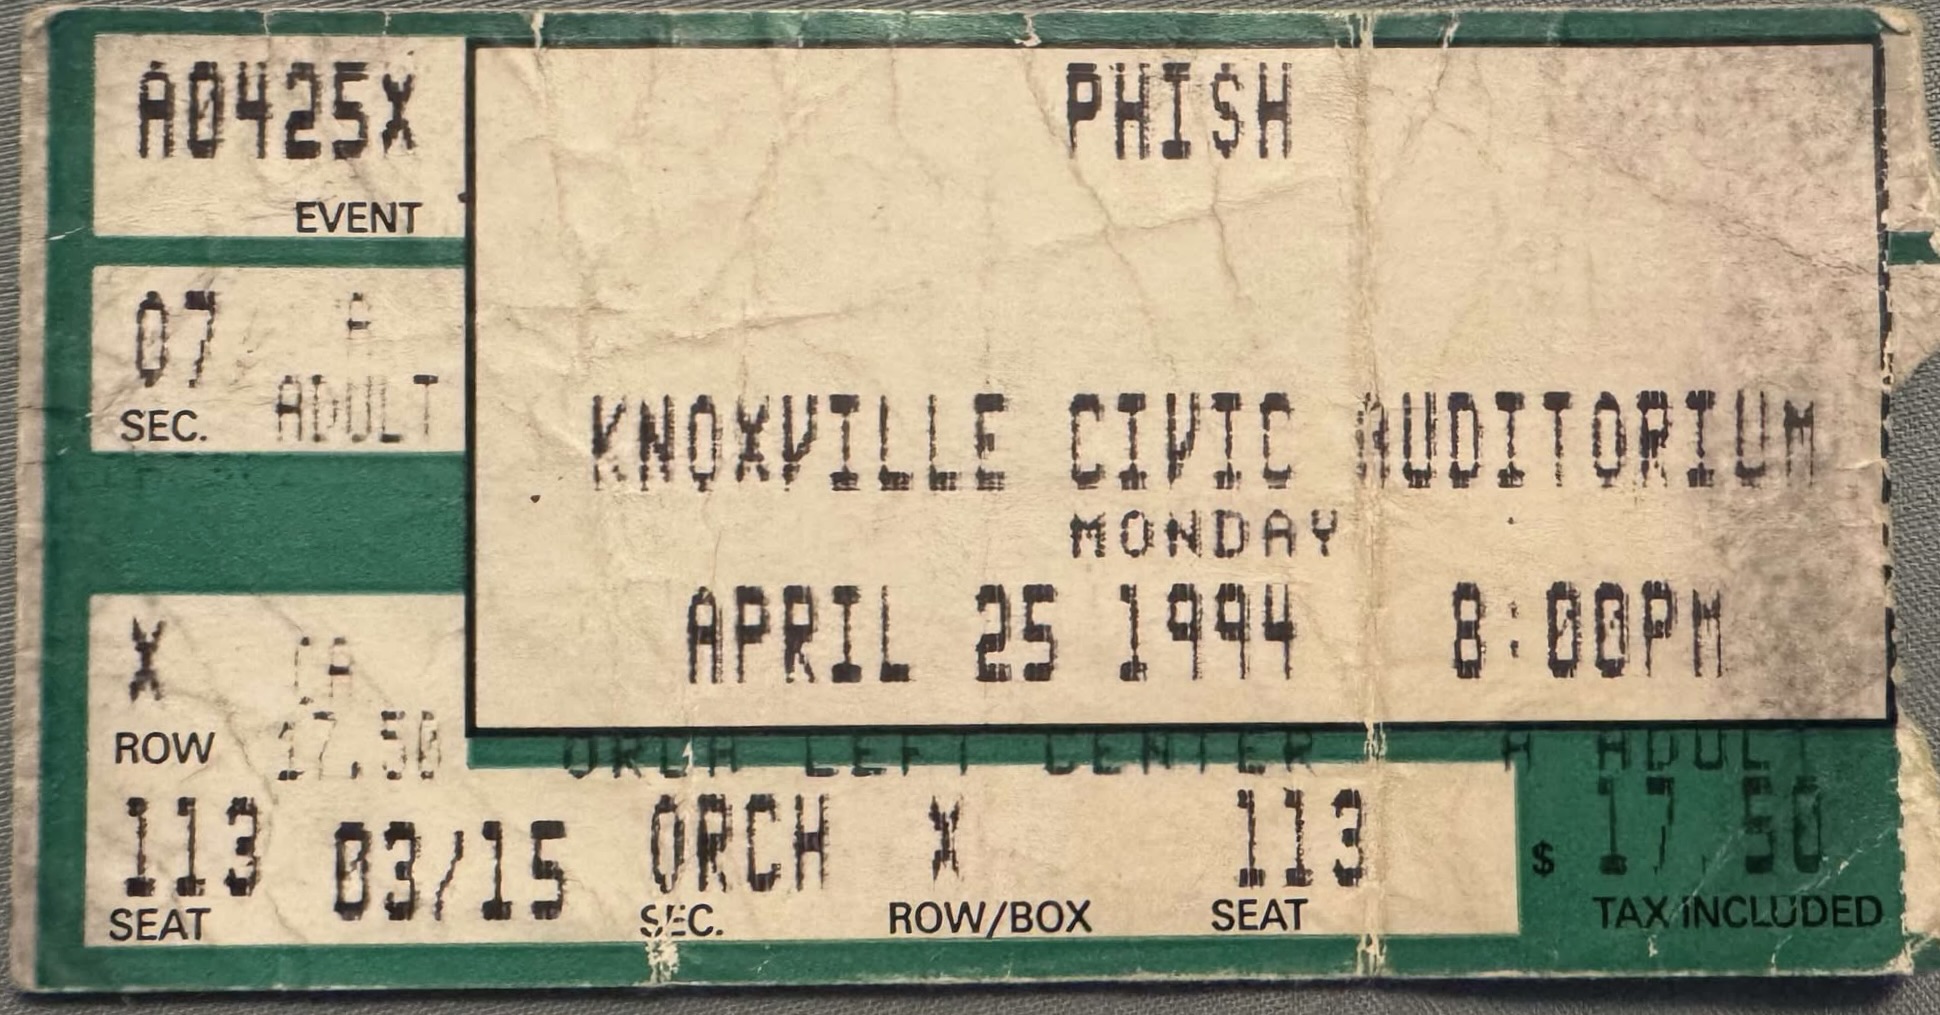 A0425X
EVENT
07 A
SEC. ADULT
X CA
ROW 17.50
113 03/15
SEAT
PHISH
KNOXVILLE CIVIC AUDITORIUM
MONDAY
APRIL 25 1994 8:00PM
ORCH LEFT CENTER A ADULT
ORCH X 113 $ 17.50
SEC. ROW/BOX SEAT TAX INCLUDED